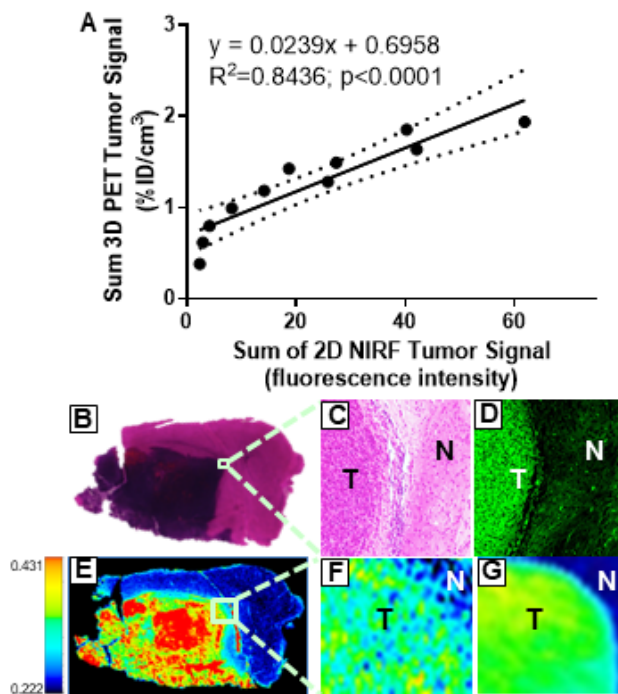 A
y = 0.0239x + 0.6958
R²=0.8436; p<0.0001
Sum 3D PET Tumor Signal
(% ID/cm³)
3
2
1
0
0 20 40 60
Sum of 2D NIRF Tumor Signal
(fluorescence intensity)
B
C
T
N
D
T
N
0.431
0.222
E
F
T
N
G
T
N